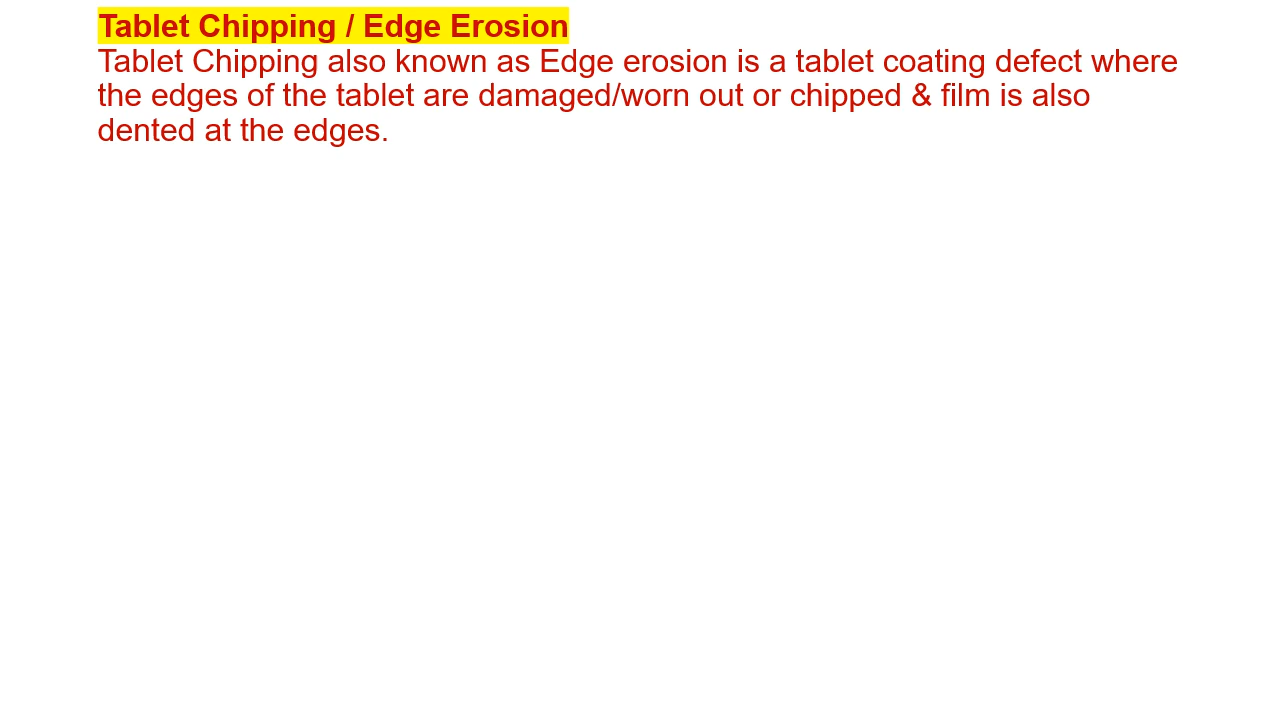 Tablet Chipping / Edge Erosion
Tablet Chipping also known as Edge erosion is a tablet coating defect where
the edges of the tablet are damaged/worn out or chipped & film is also
dented at the edges.